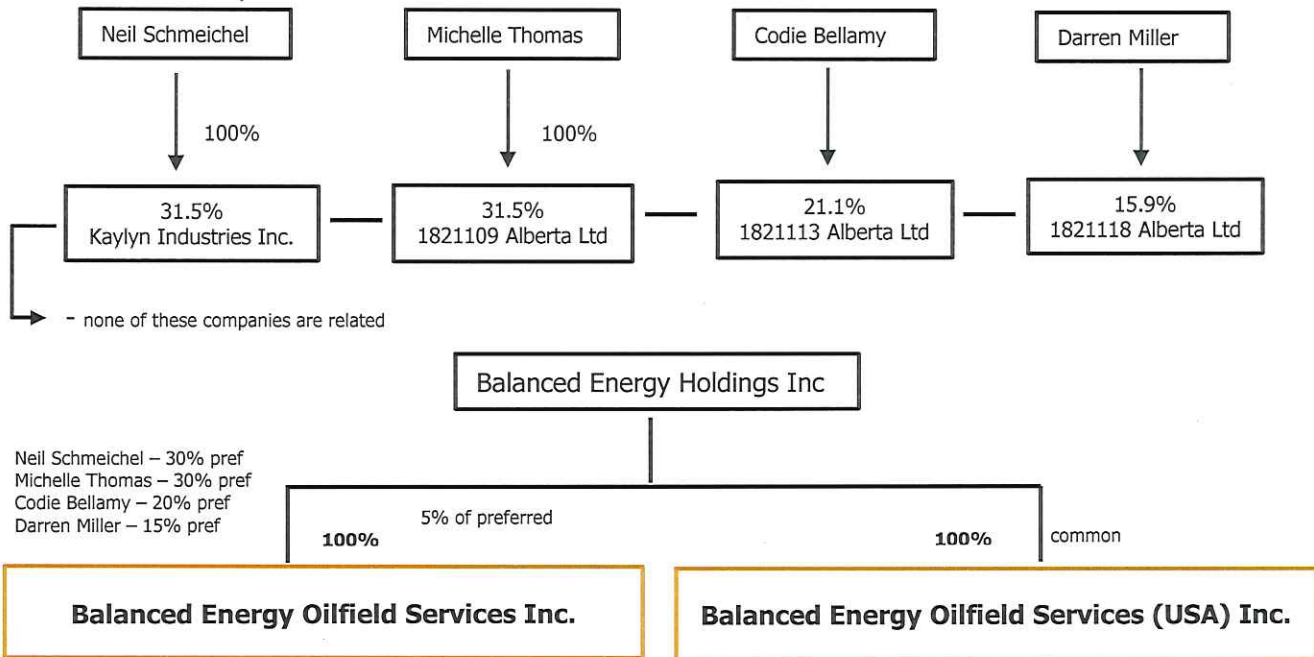 Neil Schmeichel
Michelle Thomas
Codie Bellamy
Darren Miller
100%
100%
31.5%
Kaylyn Industries Inc.
31.5%
1821109 Alberta Ltd
21.1%
1821113 Alberta Ltd
15.9%
1821118 Alberta Ltd
- none of these companies are related
Balanced Energy Holdings Inc
Neil Schmeichel – 30% pref
Michelle Thomas – 30% pref
Codie Bellamy – 20% pref
Darren Miller – 15% pref
5% of preferred
100%
100%
common
Balanced Energy Oilfield Services Inc.
Balanced Energy Oilfield Services (USA) Inc.